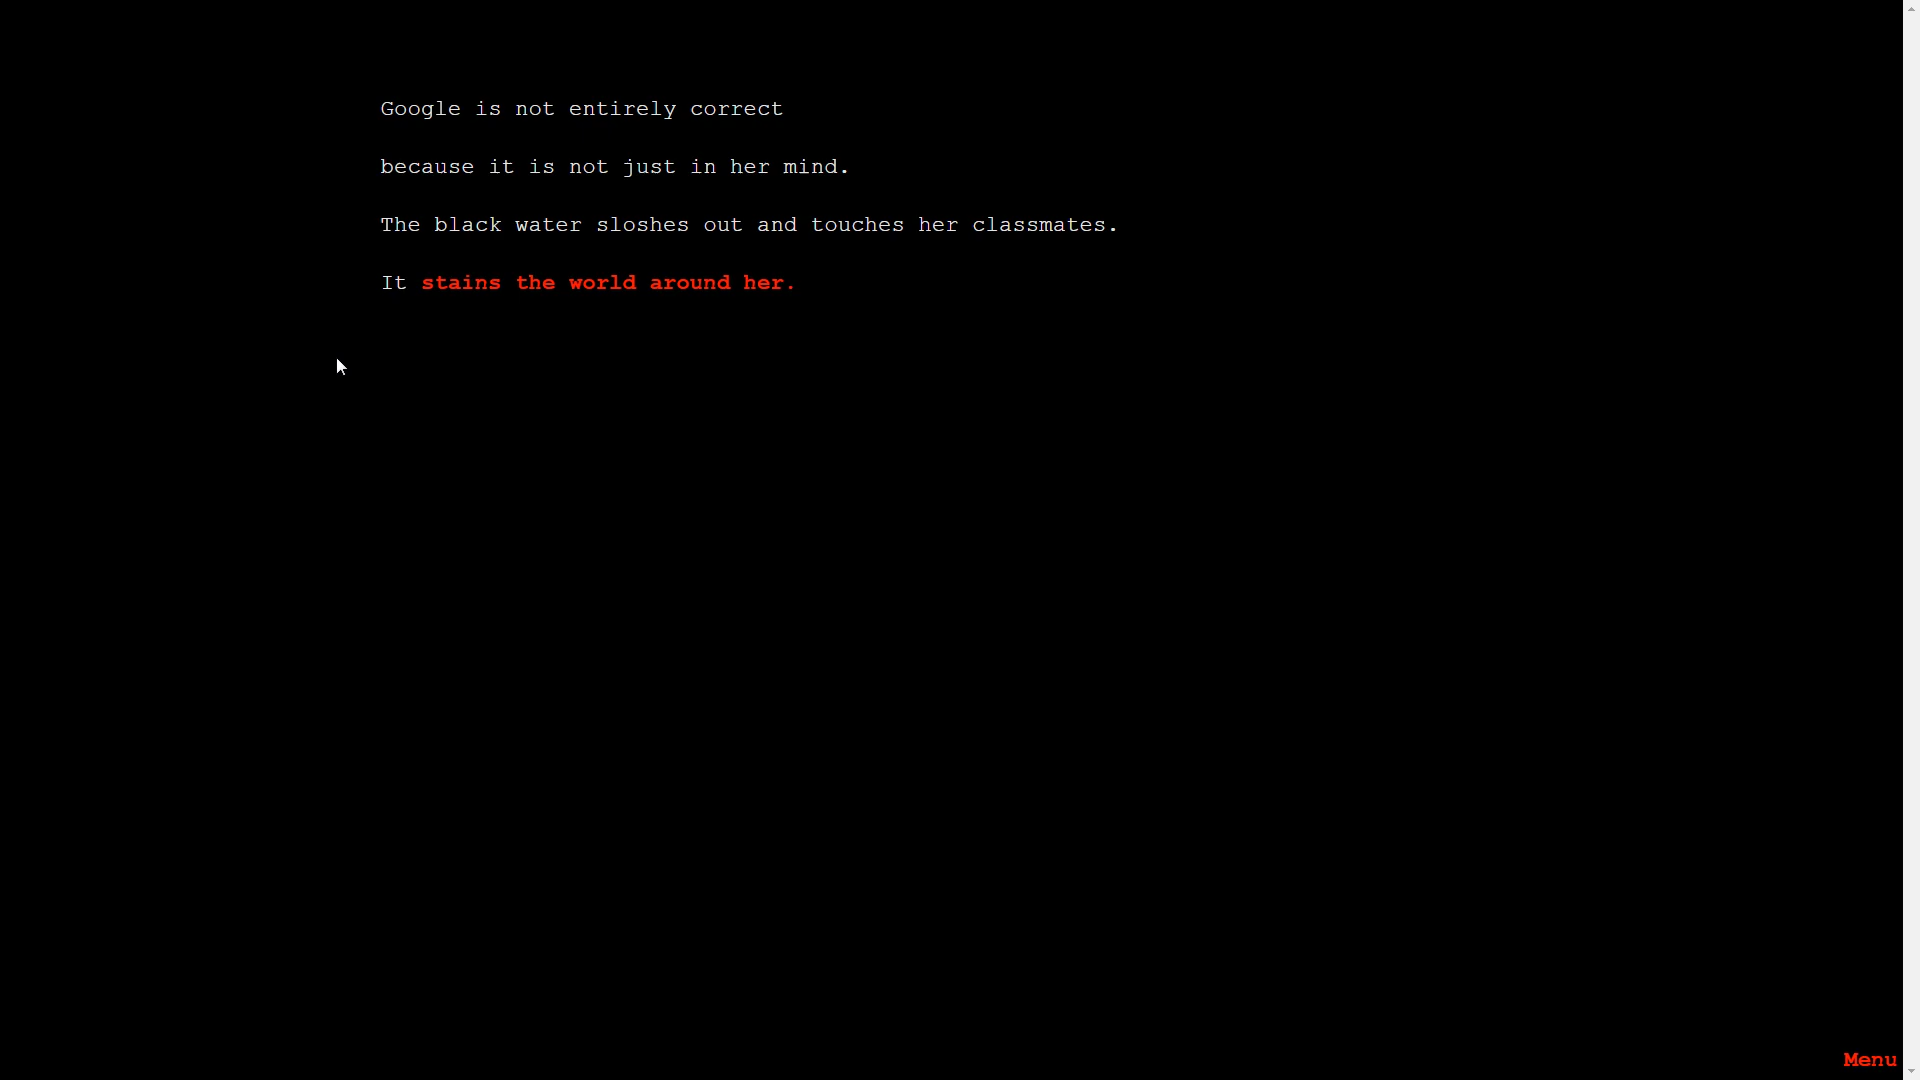 Google is not entirely correct
because it is not just in her mind.
The black water sloshes out and touches her classmates.
It stains the world around her.
Menu